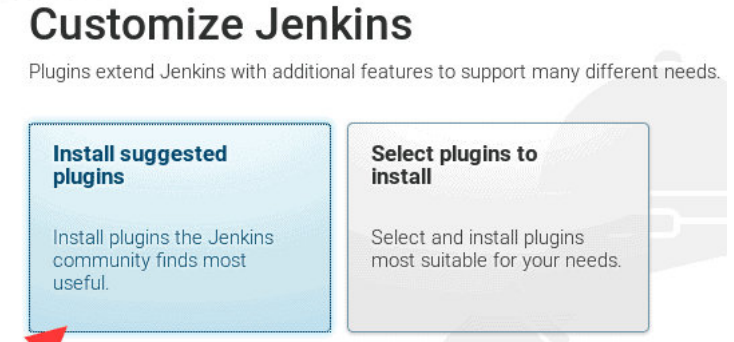 Customize Jenkins
Plugins extend Jenkins with additional features to support many different needs.
Install suggested
plugins
Install plugins the Jenkins
community finds most
useful.
Select plugins to
install
Select and install plugins
most suitable for your needs.